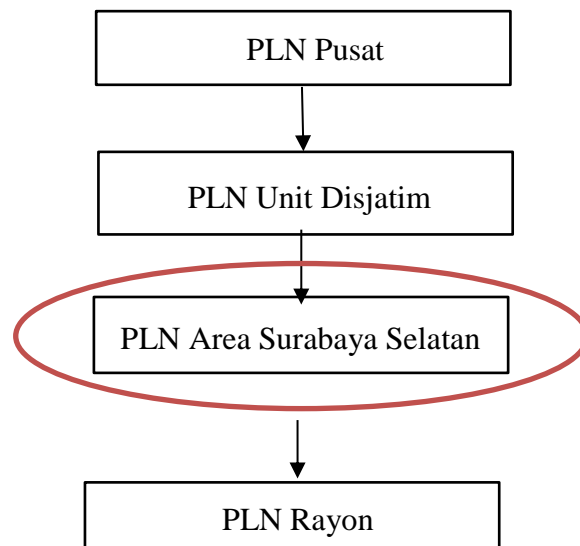 PLN Pusat
PLN Unit Disjatim
PLN Area Surabaya Selatan
PLN Rayon